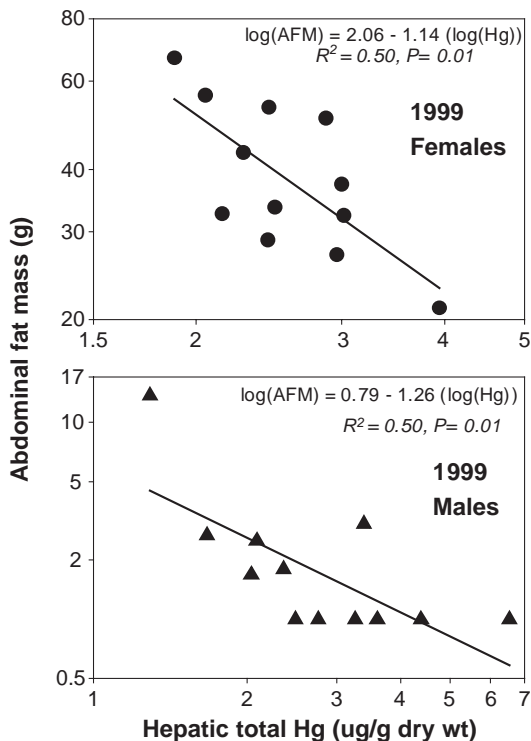 80
log(AFM) = 2.06 - 1.14 (log(Hg))
R² = 0.50, P= 0.01
60
1999
Females
40
30
20
1.5 2 3 4 5
Abdominal fat mass (g)
17
log(AFM) = 0.79 - 1.26 (log(Hg))
R² = 0.50, P= 0.01
10
1999
Males
5
2
0.5
1 2 3 4 5 6 7
Hepatic total Hg (ug/g dry wt)